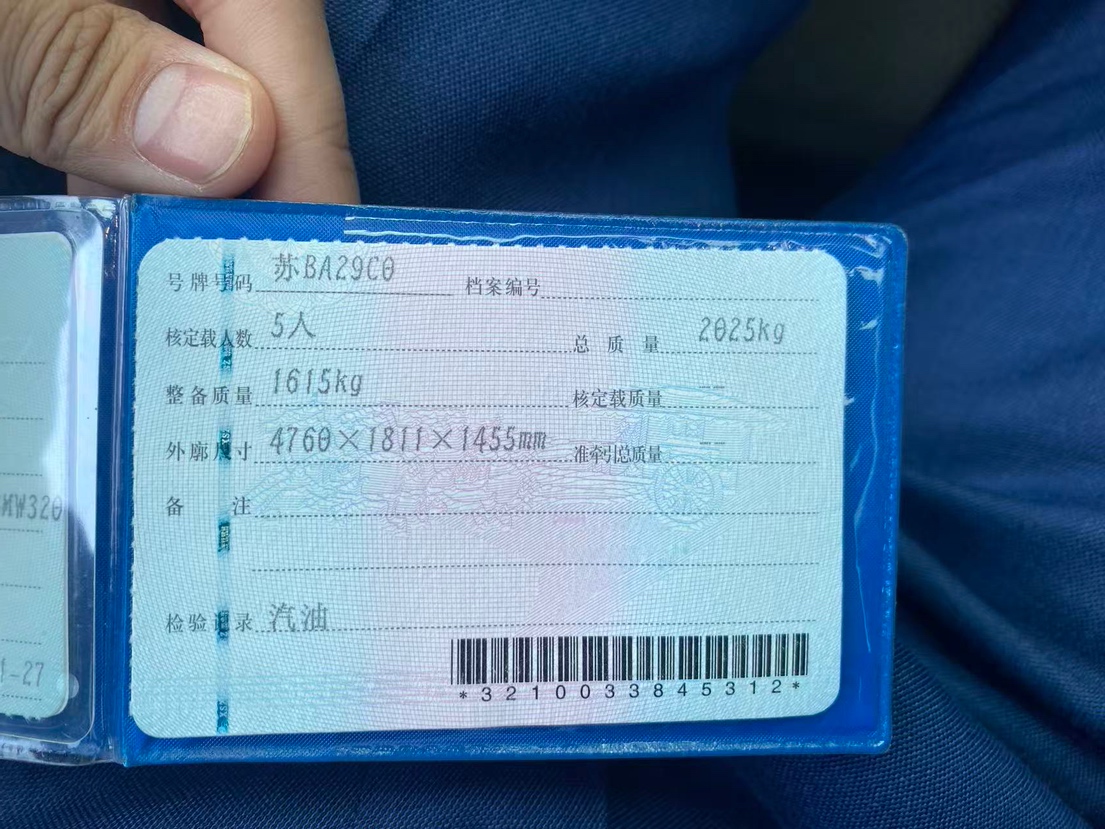 号牌号码 苏BA29C0 档案编号
核定载人数 5人 总质量 2025kg
整备质量 1615kg 核定载质量 --
外廓尺寸 4760×1811×1455mm 准牵引总质量 --
备注
检验记录 汽油
*3210033845312*
MW320
-27